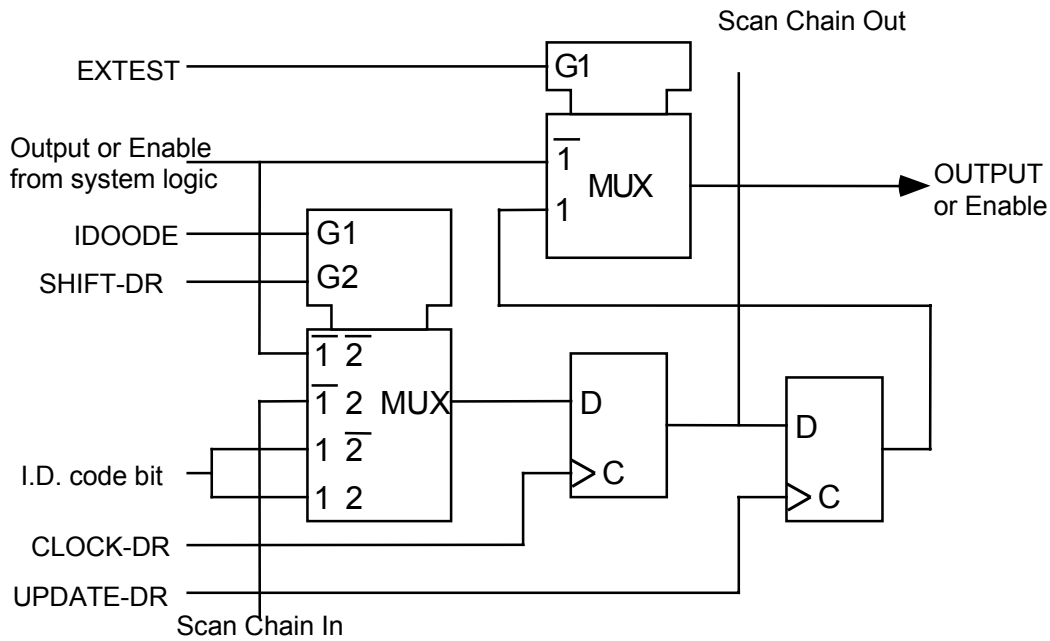 Scan Chain Out
EXTEST
G1
Output or Enable
from system logic
1
MUX
1
OUTPUT
or Enable
IDOODE
G1
SHIFT-DR
G2
1 2
1 2
MUX
1 2
1 2
I.D. code bit
D
C
D
C
CLOCK-DR
UPDATE-DR
Scan Chain In